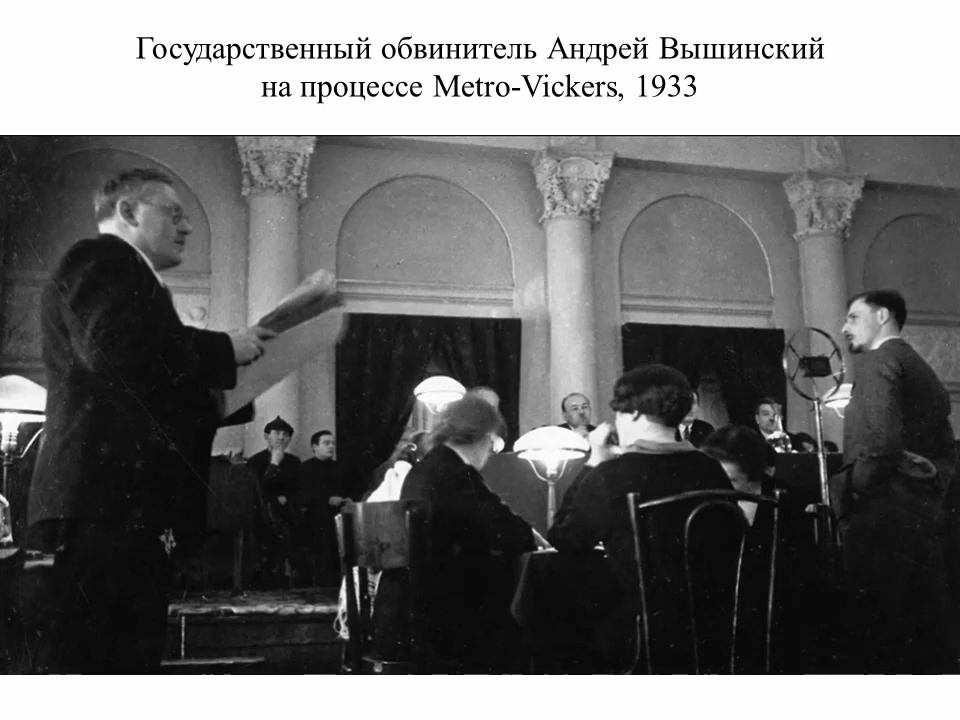 Государственный обвинитель Андрей Вышинский
на процессе Metro-Vickers, 1933